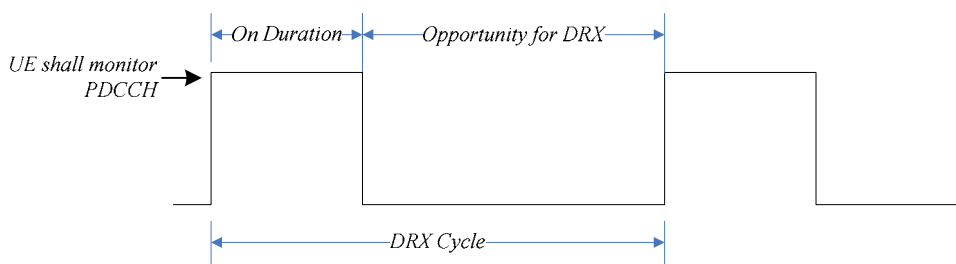 On Duration
Opportunity for DRX
UE shall monitor
PDCCH
DRX Cycle